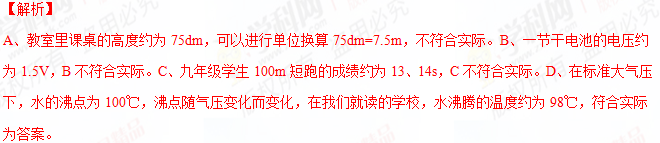 【解析】
A、教室里课桌的高度约为 75dm，可以进行单位换算 75dm=7.5m，不符合实际。B、一节干电池的电压约
为 1.5V，B 不符合实际。C、九年级学生 100m 短跑的成绩约为 13、14s，C 不符合实际。D、在标准大气压
下，水的沸点为 100℃，沸点随气压变化而变化，在我们就读的学校，水沸腾的温度约为 98℃，符合实际
为答案。